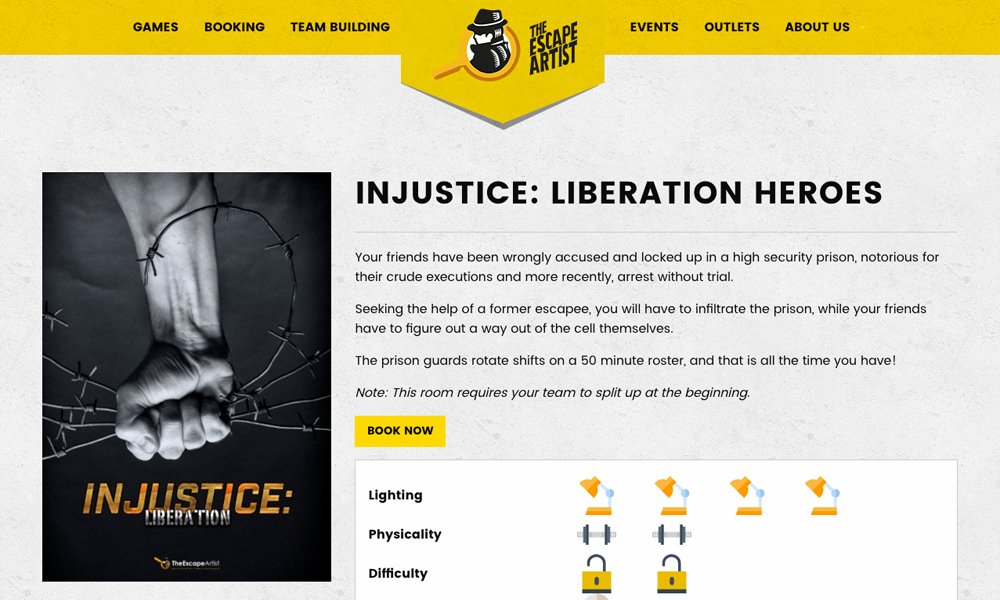 GAMES BOOKING TEAM BUILDING
THE
ESCAPE
ARTIST
EVENTS OUTLETS ABOUT US
INJUSTICE:
LIBERATION
TheEscapeArtist
INJUSTICE: LIBERATION HEROES
Your friends have been wrongly accused and locked up in a high security prison, notorious for
their crude executions and more recently, arrest without trial.
Seeking the help of a former escapee, you will have to infiltrate the prison, while your friends
have to figure out a way out of the cell themselves.
The prison guards rotate shifts on a 50 minute roster, and that is all the time you have!
Note: This room requires your team to split up at the beginning.
BOOK NOW
Lighting
Physicality
Difficulty